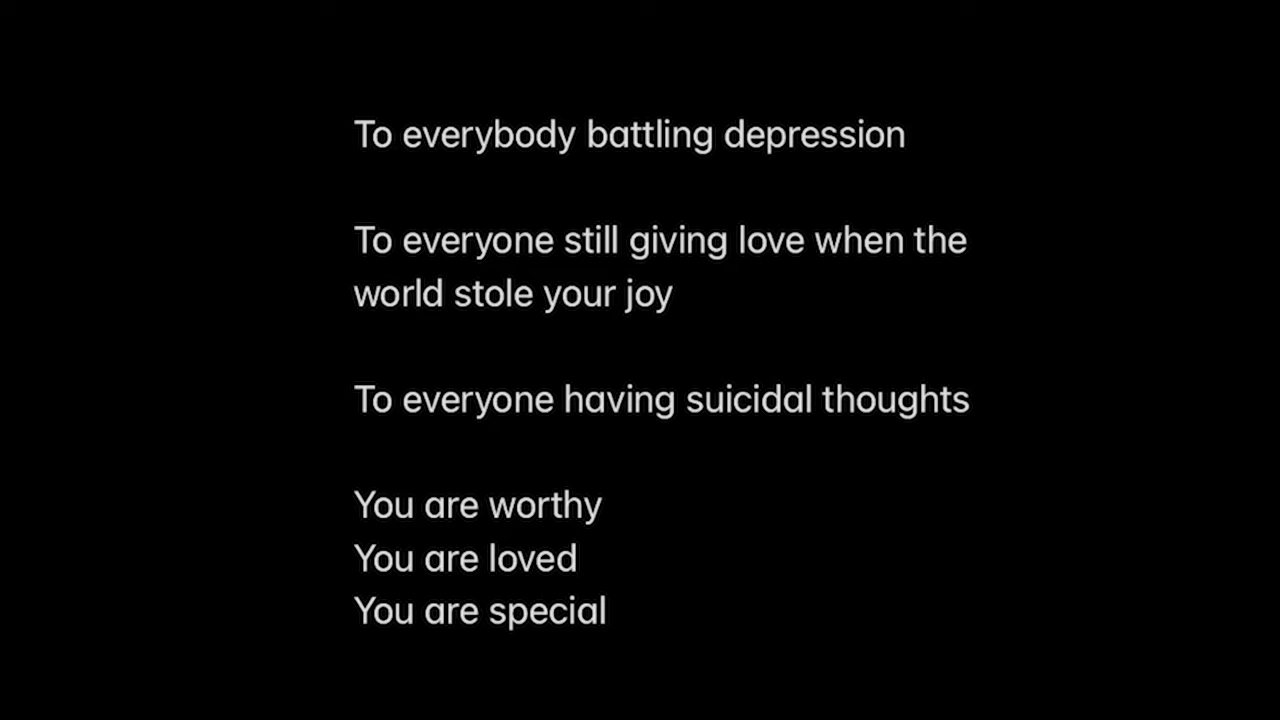 To everybody battling depression
To everyone still giving love when the
world stole your joy
To everyone having suicidal thoughts
You are worthy
You are loved
You are special